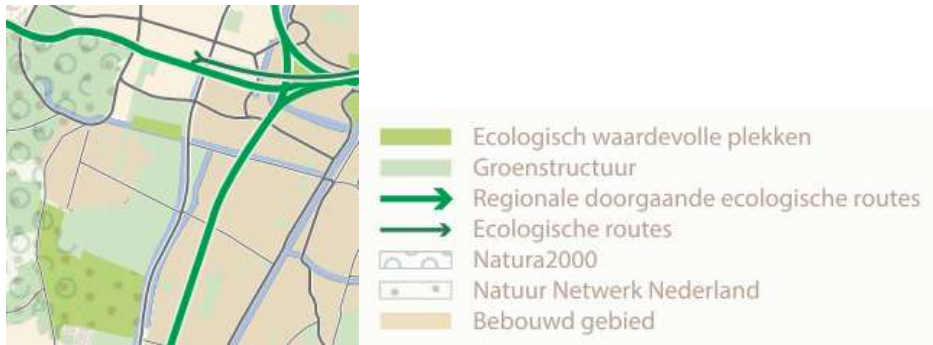 Ecologisch waardevolle plekken
Groenstructuur
Regionale doorgaande ecologische routes
Ecologische routes
Natura2000
Natuur Netwerk Nederland
Bebouwd gebied